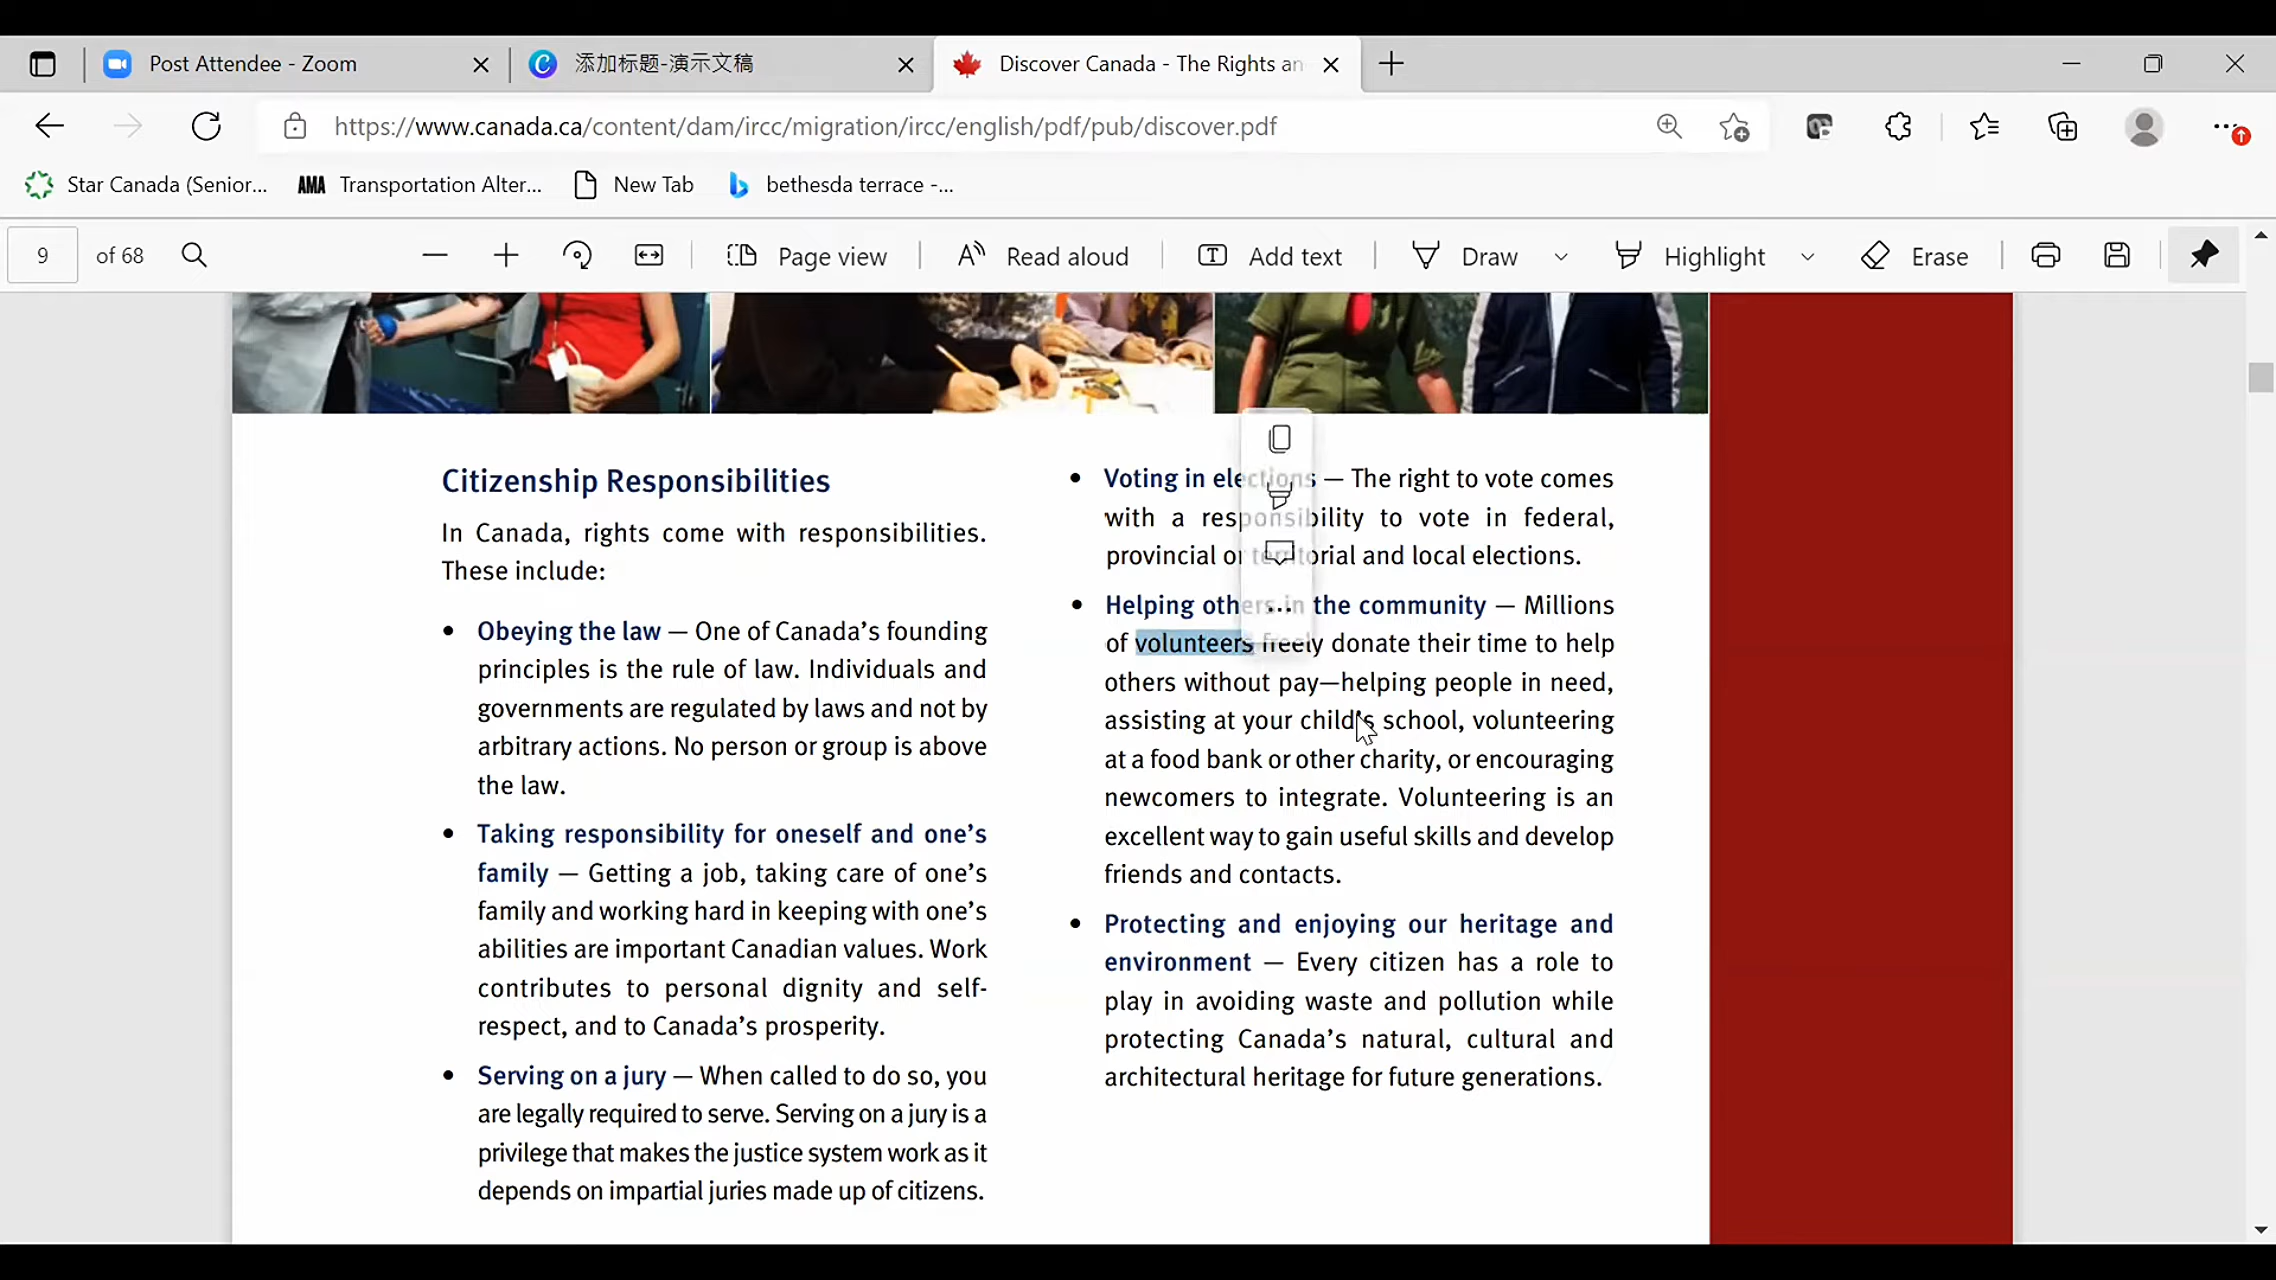 Post Attendee - Zoom
添加标题-演示文稿
Discover Canada - The Rights an
https://www.canada.ca/content/dam/ircc/migration/ircc/english/pdf/pub/discover.pdf
Star Canada (Senior...
AMA Transportation Alter...
New Tab
bethesda terrace -...
9 of 68
Page view
Read aloud
Add text
Draw
Highlight
Erase
Citizenship Responsibilities
In Canada, rights come with responsibilities.
These include:
• Obeying the law — One of Canada's founding
principles is the rule of law. Individuals and
governments are regulated by laws and not by
arbitrary actions. No person or group is above
the law.
• Taking responsibility for oneself and one's
family — Getting a job, taking care of one's
family and working hard in keeping with one's
abilities are important Canadian values. Work
contributes to personal dignity and self-
respect, and to Canada's prosperity.
• Serving on a jury — When called to do so, you
are legally required to serve. Serving on a jury is a
privilege that makes the justice system work as it
depends on impartial juries made up of citizens.
• Voting in elections — The right to vote comes
with a responsibility to vote in federal,
provincial or territorial and local elections.
• Helping others in the community — Millions
of volunteers freely donate their time to help
others without pay—helping people in need,
assisting at your child's school, volunteering
at a food bank or other charity, or encouraging
newcomers to integrate. Volunteering is an
excellent way to gain useful skills and develop
friends and contacts.
• Protecting and enjoying our heritage and
environment — Every citizen has a role to
play in avoiding waste and pollution while
protecting Canada's natural, cultural and
architectural heritage for future generations.